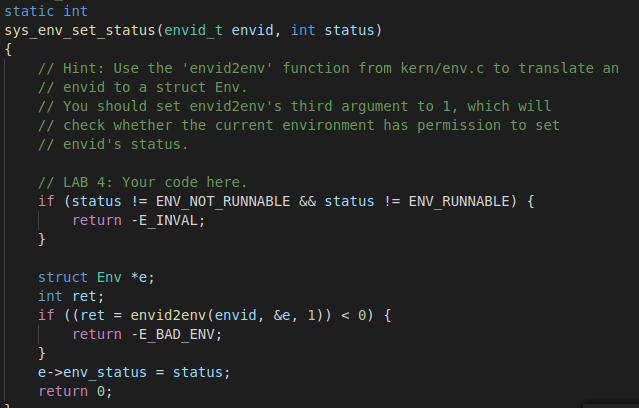 static int
sys_env_set_status(envid_t envid, int status)
{
    // Hint: Use the 'envid2env' function from kern/env.c to translate an
    // envid to a struct Env.
    // You should set envid2env's third argument to 1, which will
    // check whether the current environment has permission to set
    // envid's status.

    // LAB 4: Your code here.
    if (status != ENV_NOT_RUNNABLE && status != ENV_RUNNABLE) {
        return -E_INVAL;
    }

    struct Env *e;
    int ret;
    if ((ret = envid2env(envid, &e, 1)) < 0) {
        return -E_BAD_ENV;
    }
    e->env_status = status;
    return 0;
}